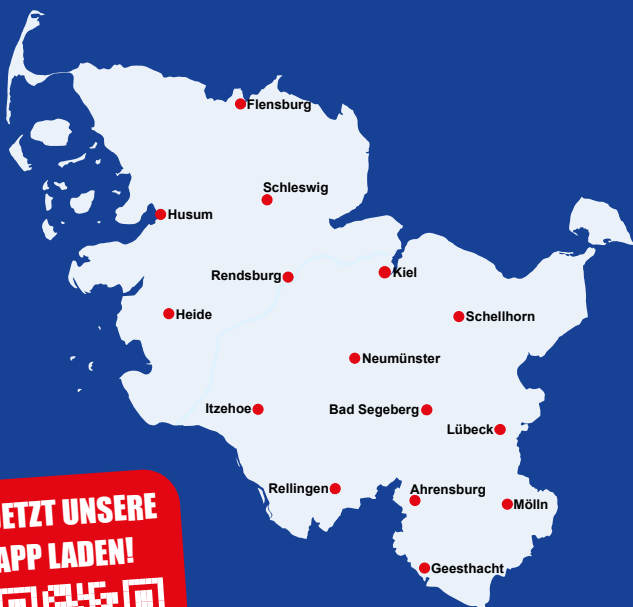 Flensburg
Schleswig
Husum
Rendsburg
Kiel
Heide
Schellhorn
Neumünster
Itzehoe
Bad Segeberg
Lübeck
Rellingen
Ahrensburg
Mölln
Geesthacht
JETZT UNSERE
APP LADEN!